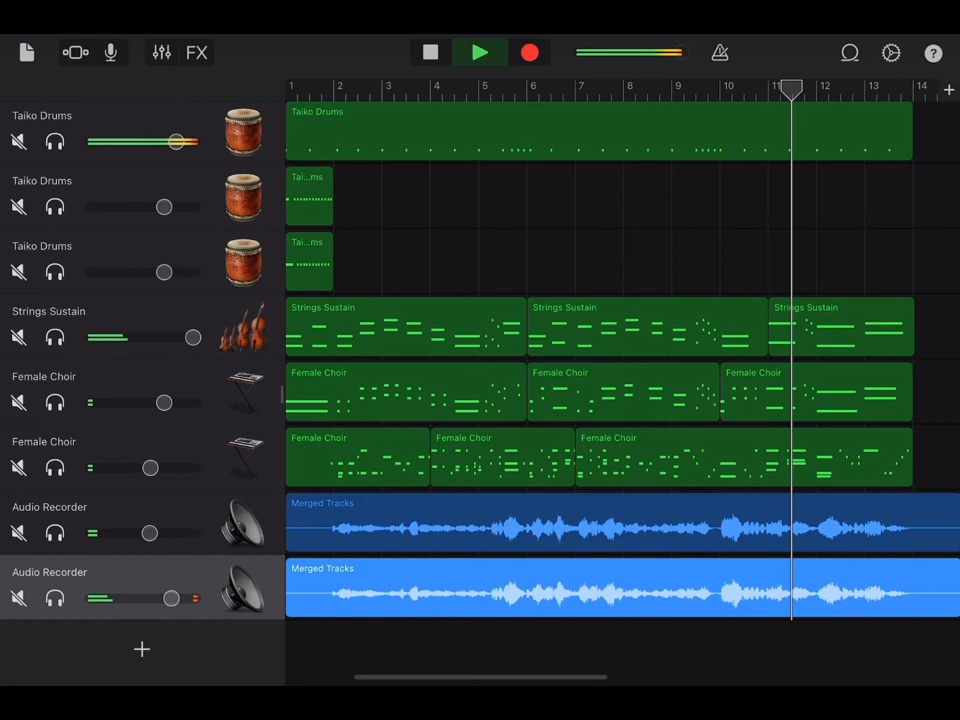 FX
?
1 2 3 4 5 6 7 8 9 10 11 12 13 14 +
Taiko Drums
Taiko Drums
Taiko Drums
Tai...ms
Taiko Drums
Tai...ms
Strings Sustain
Strings Sustain
Strings Sustain
Strings Sustain
Female Choir
Female Choir
Female Choir
Female Choir
Female Choir
Female Choir
Female Choir
Female Choir
Audio Recorder
Merged Tracks
Audio Recorder
Merged Tracks
+